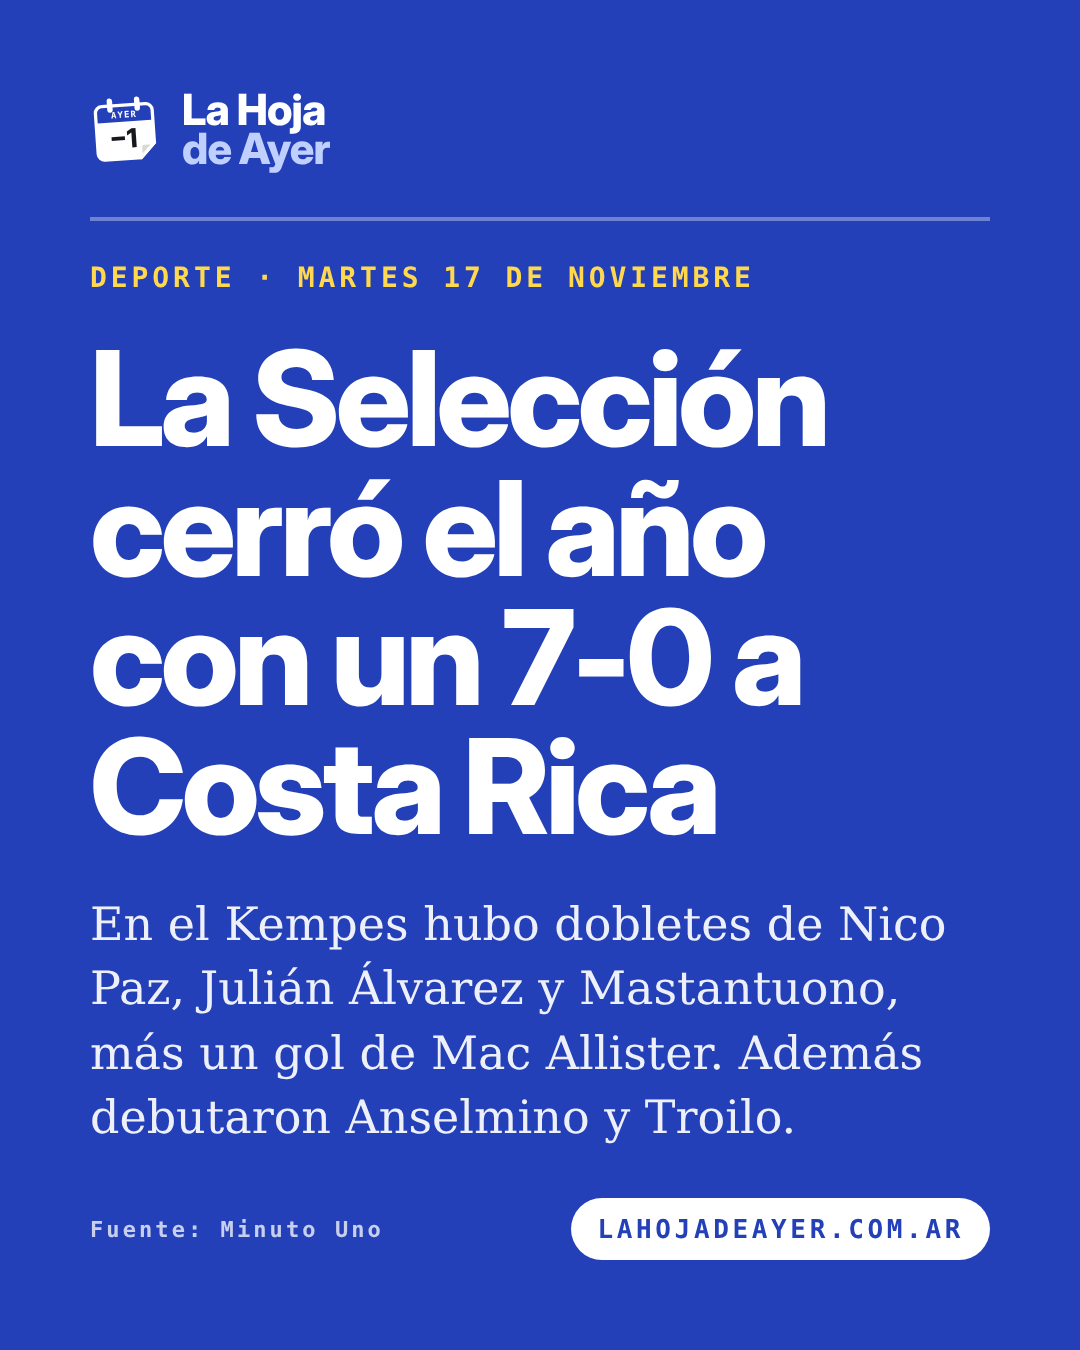 AYER
–1
La Hoja
de Ayer
DEPORTE · MARTES 17 DE NOVIEMBRE
La Selección
cerró el año
con un 7-0 a
Costa Rica
En el Kempes hubo dobletes de Nico
Paz, Julián Álvarez y Mastantuono,
más un gol de Mac Allister. Además
debutaron Anselmino y Troilo.
Fuente: Minuto Uno
LAHOJADEAYER.COM.AR